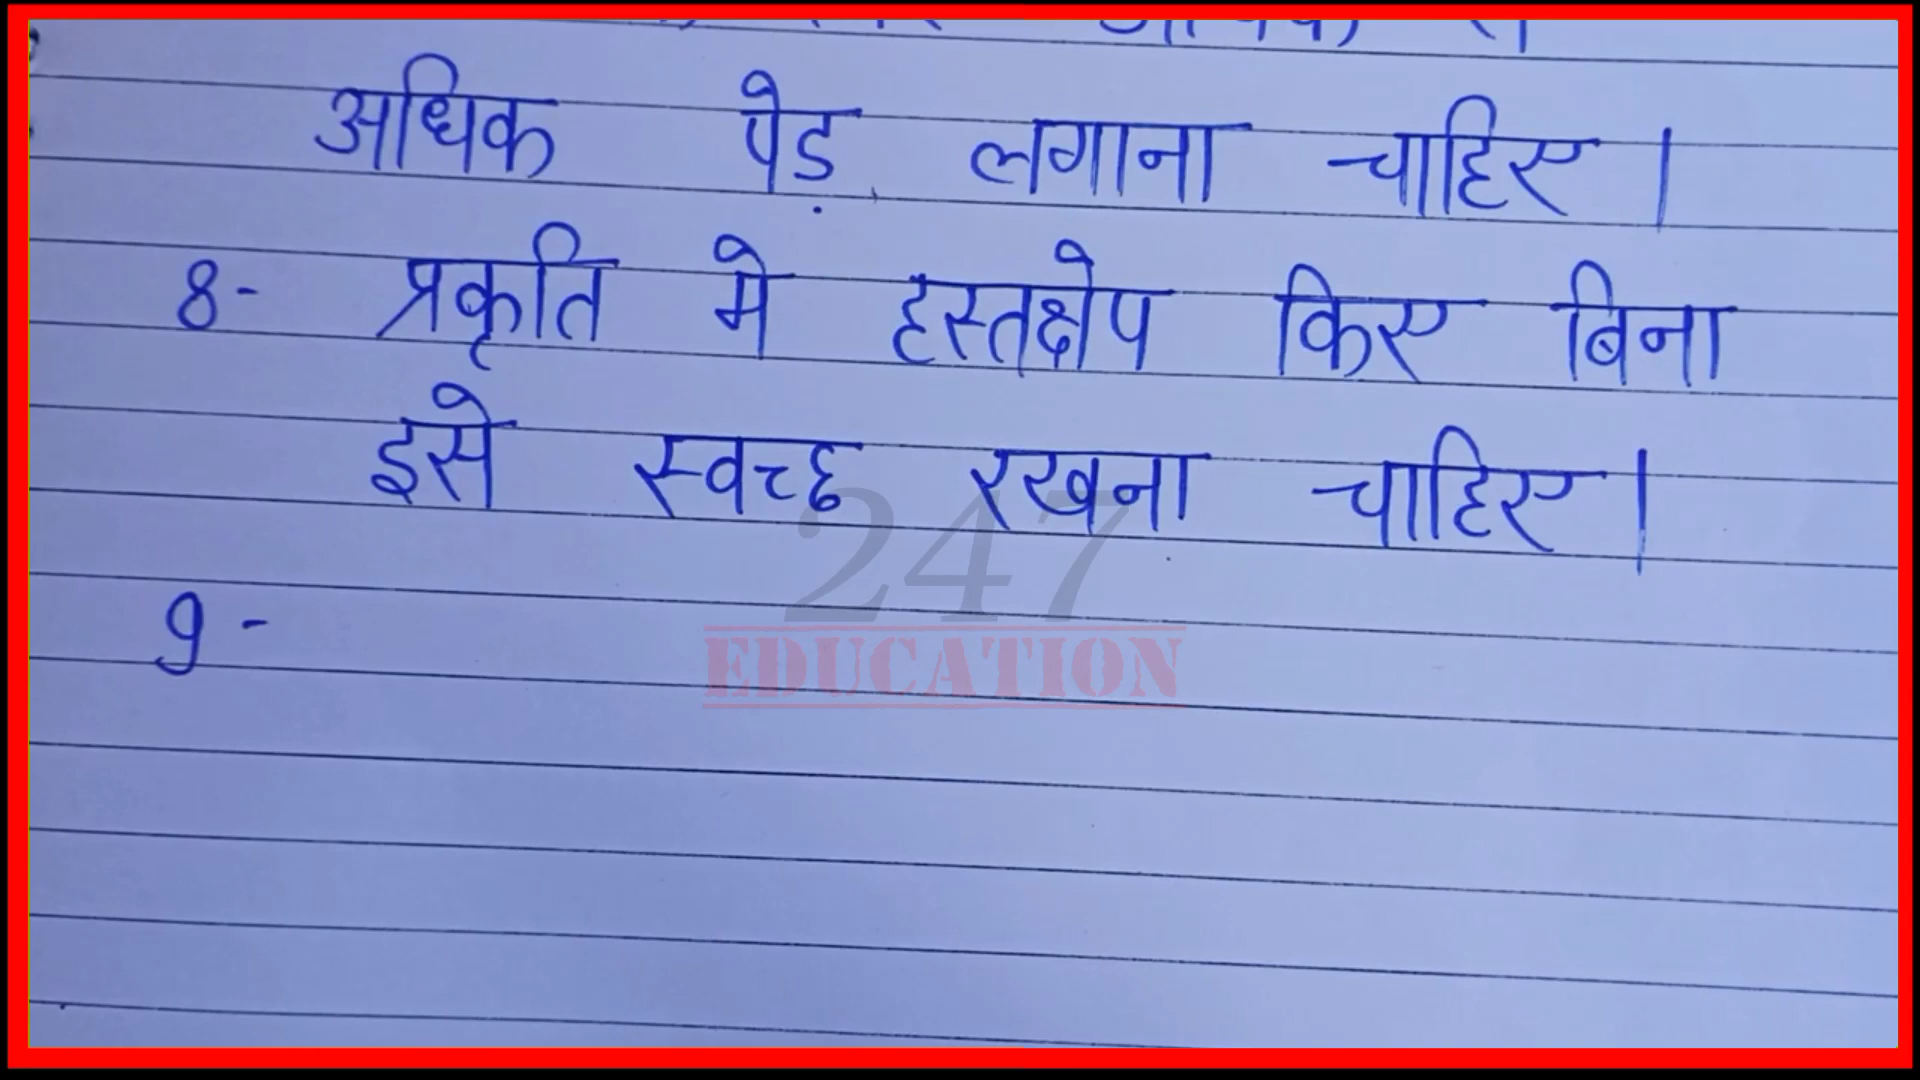 अधिक पेड़ लगाना चाहिए।
8- प्रकृति मे हस्तक्षेप किए बिना
इसे स्वच्छ रखना चाहिए।
247
EDUCATION
9-